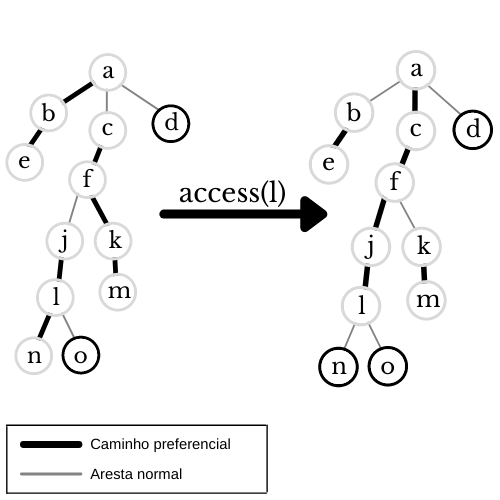 a
b
c
d
e
f
j
k
l
m
n
o
access(l)
a
b
c
d
e
f
j
k
l
m
n
o
Caminho preferencial
Aresta normal